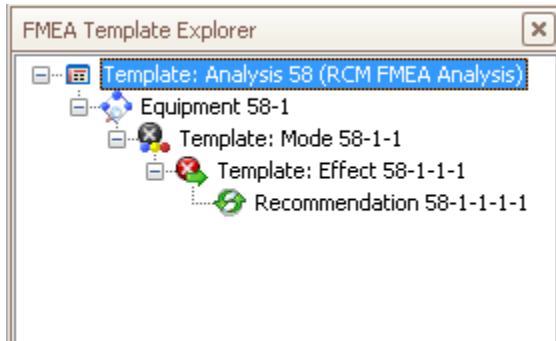 FMEA Template Explorer
Template: Analysis 58 (RCM FMEA Analysis)
Equipment 58-1
Template: Mode 58-1-1
Template: Effect 58-1-1-1
Recommendation 58-1-1-1-1